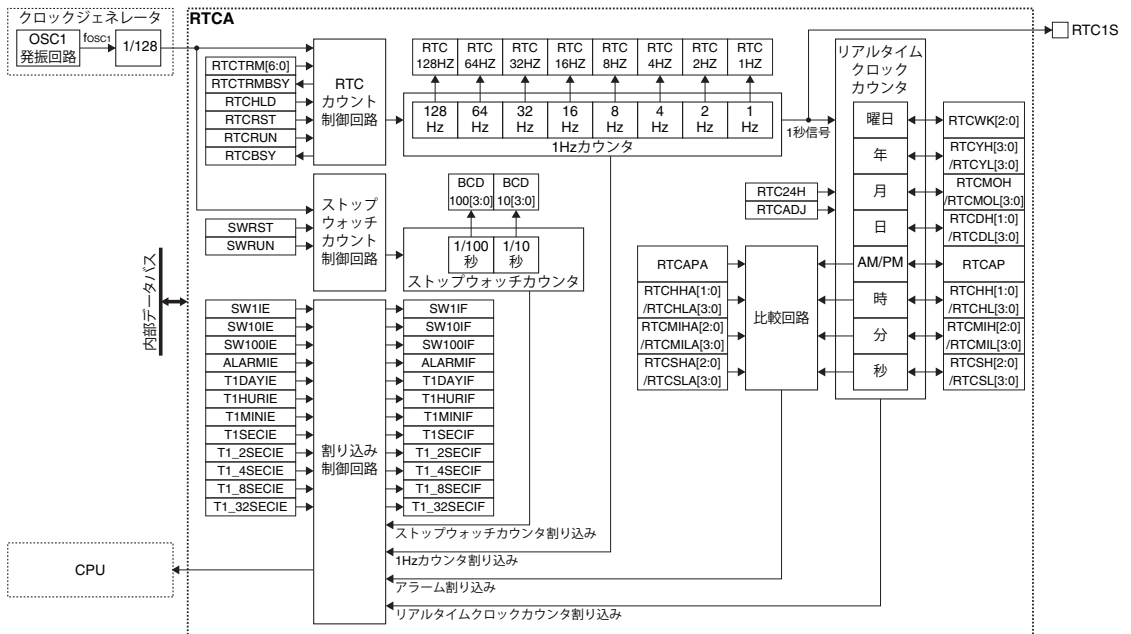 クロックジェネレータ
OSC1
発振回路
fOSC1
1/128
RTCA
RTCTRM[6:0]
RTCTRMBSY
RTCHLD
RTCRST
RTCRUN
RTCBSY
RTC
カウント
制御回路
RTC
128HZ
RTC
64HZ
RTC
32HZ
RTC
16HZ
RTC
8HZ
RTC
4HZ
RTC
2HZ
RTC
1HZ
128
Hz
64
Hz
32
Hz
16
Hz
8
Hz
4
Hz
2
Hz
1
Hz
1Hzカウンタ
1秒信号
RTC1S
リアルタイム
クロック
カウンタ
曜日
年
月
日
AM/PM
時
分
秒
RTCWK[2:0]
RTCYH[3:0]
/RTCYL[3:0]
RTCMOH
/RTCMOL[3:0]
RTCDH[1:0]
/RTCDL[3:0]
RTCAP
RTCHH[1:0]
/RTCHL[3:0]
RTCMIH[2:0]
/RTCMIL[3:0]
RTCSH[2:0]
/RTCSL[3:0]
RTC24H
RTCADJ
SWRST
SWRUN
ストップ
ウォッチ
カウント
制御回路
BCD
100[3:0]
BCD
10[3:0]
1/100
秒
1/10
秒
ストップウォッチカウンタ
RTCAPA
RTCHHA[1:0]
/RTCHLA[3:0]
RTCMIHA[2:0]
/RTCMILA[3:0]
RTCSHA[2:0]
/RTCSLA[3:0]
比較回路
内部データバス
SW1IE
SW10IE
SW100IE
ALARMIE
T1DAYIE
T1HURIE
T1MINIE
T1SECIE
T1_2SECIE
T1_4SECIE
T1_8SECIE
T1_32SECIE
割り込み
制御回路
SW1IF
SW10IF
SW100IF
ALARMIF
T1DAYIF
T1HURIF
T1MINIF
T1SECIF
T1_2SECIF
T1_4SECIF
T1_8SECIF
T1_32SECIF
ストップウォッチカウンタ割り込み
1Hzカウンタ割り込み
アラーム割り込み
リアルタイムクロックカウンタ割り込み
CPU